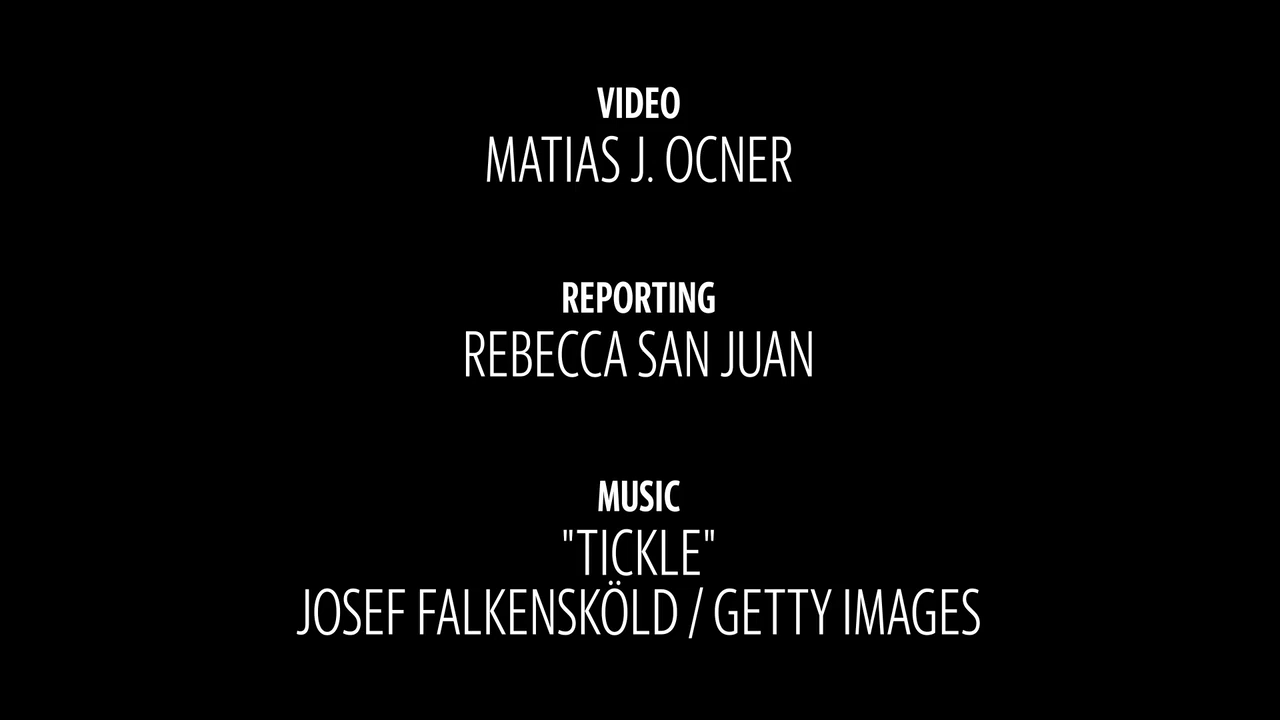 VIDEO
MATIAS J. OCNER
REPORTING
REBECCA SAN JUAN
MUSIC
"TICKLE"
JOSEF FALKENSKÖLD / GETTY IMAGES